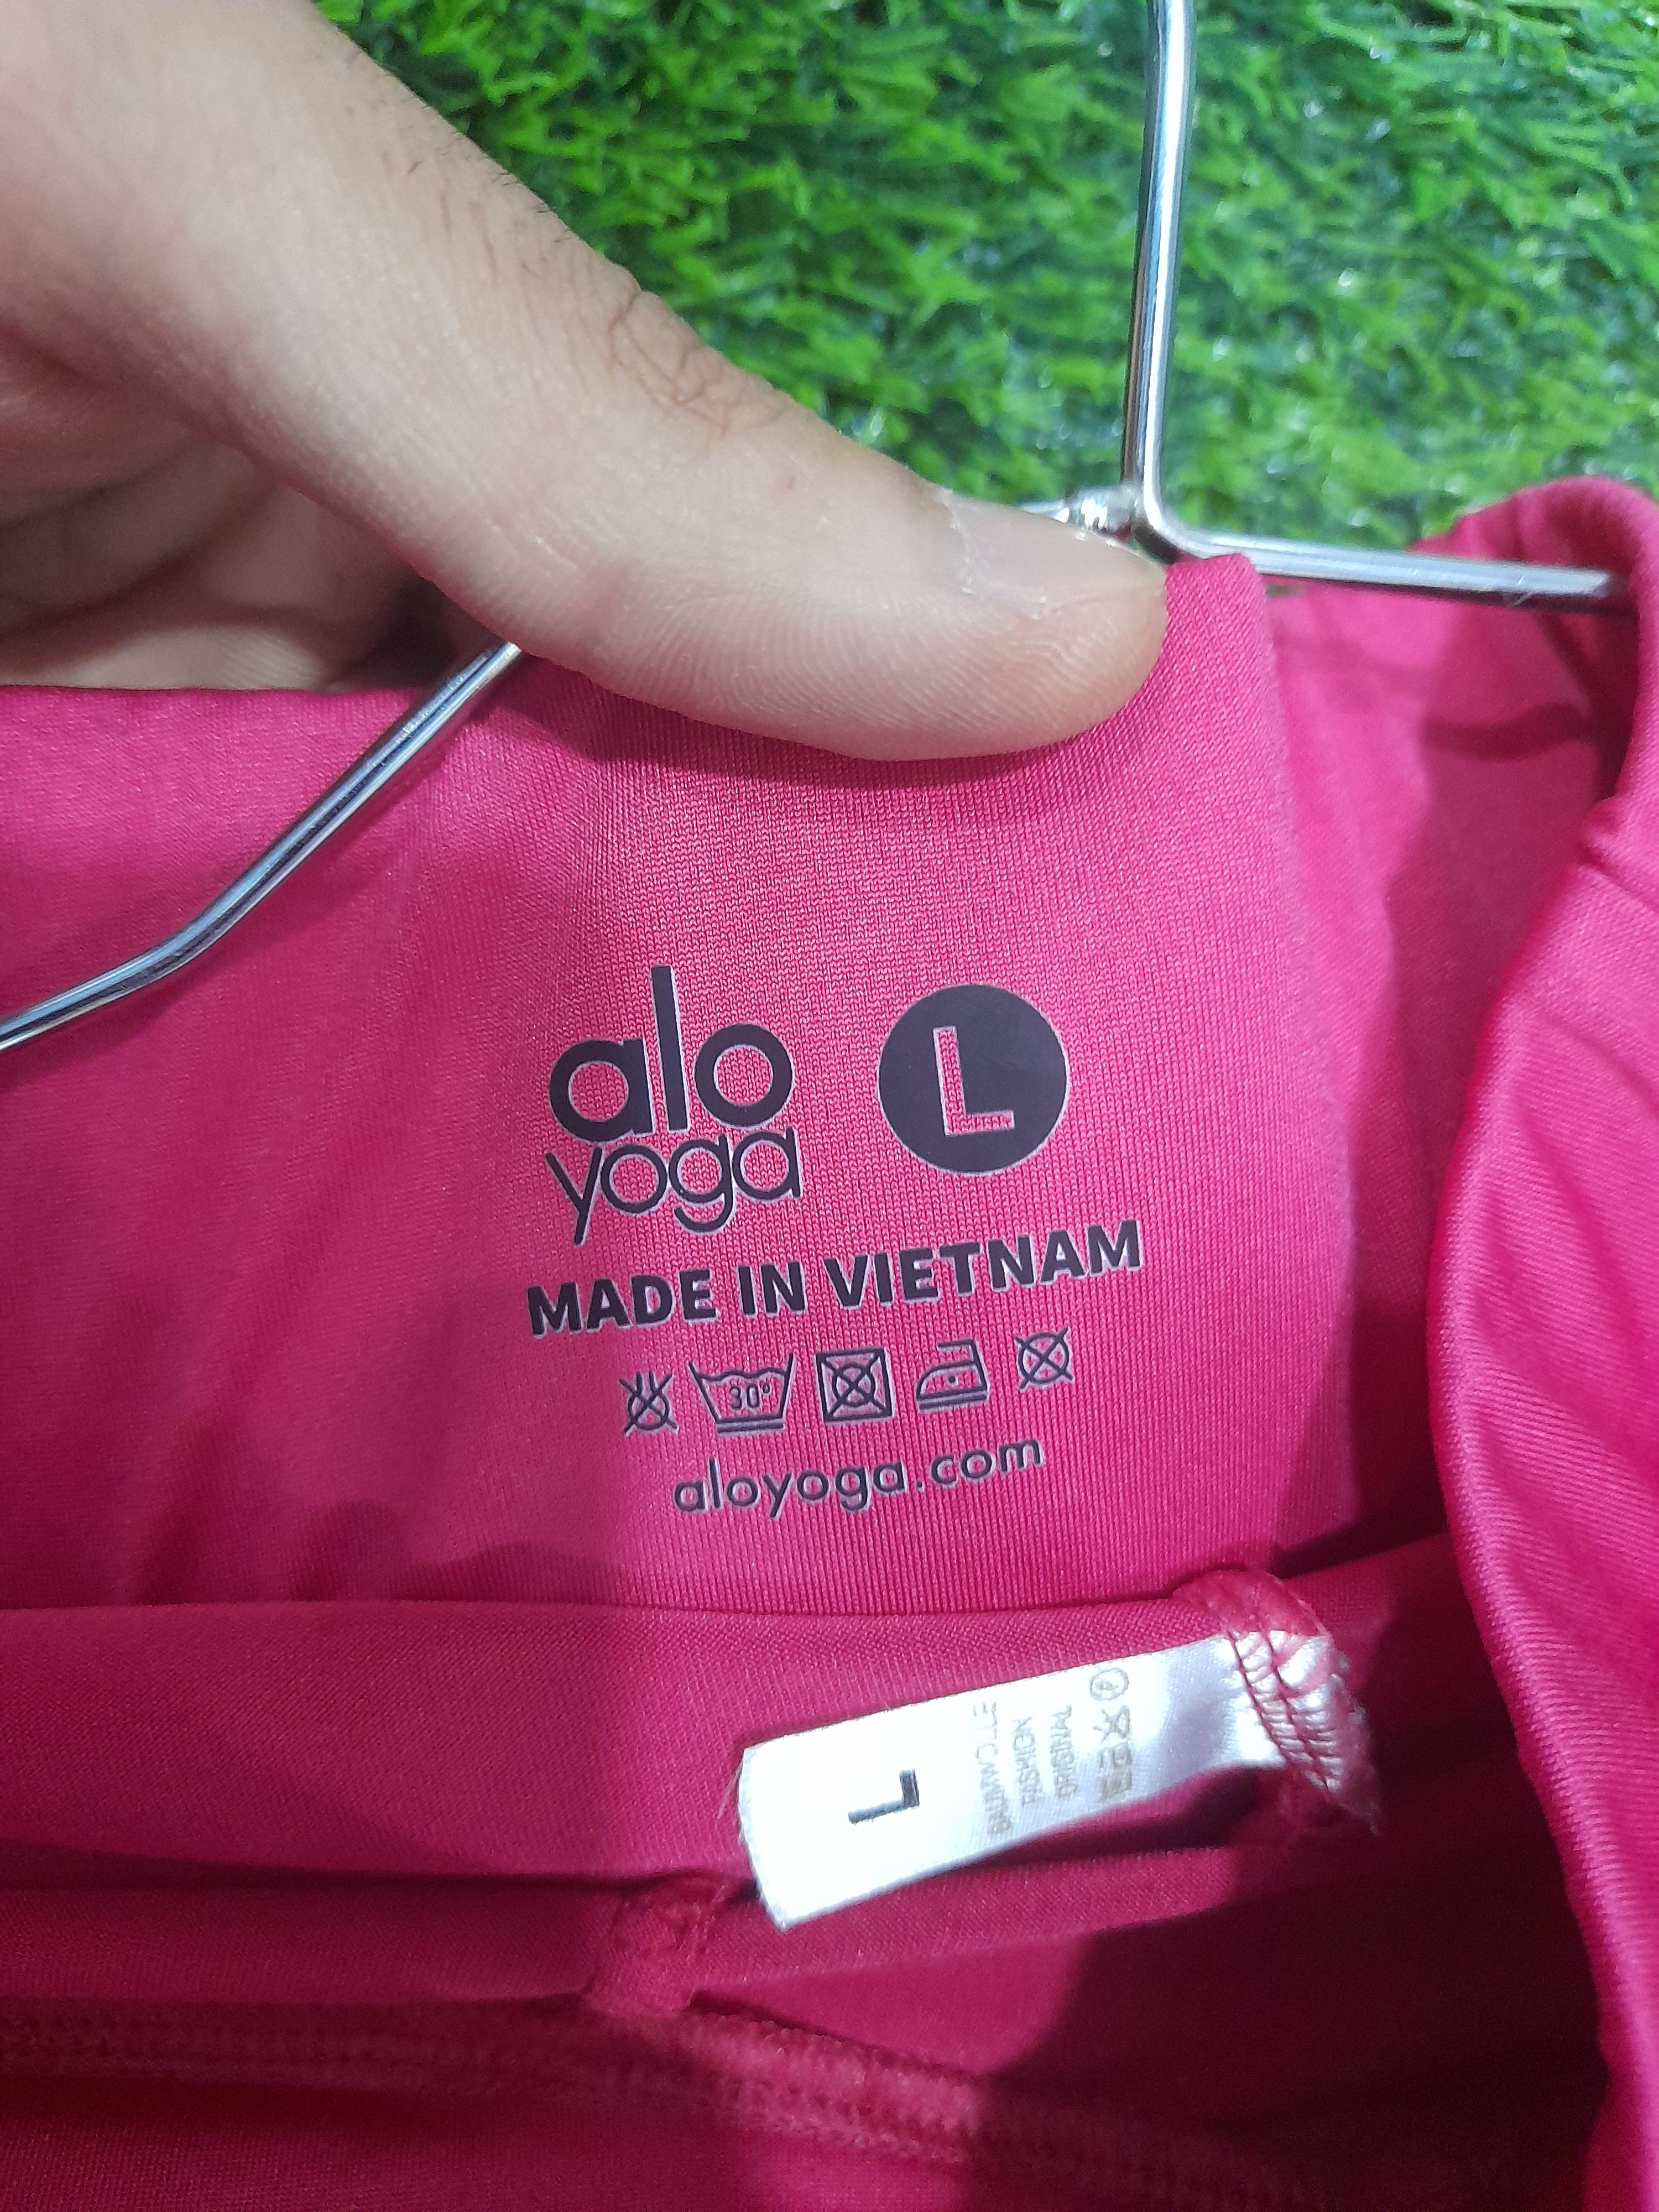 alo
yoga
L
MADE IN VIETNAM
30°
aloyoga.com
L
BAUMWOLLE
FASHION
ORIGINAL